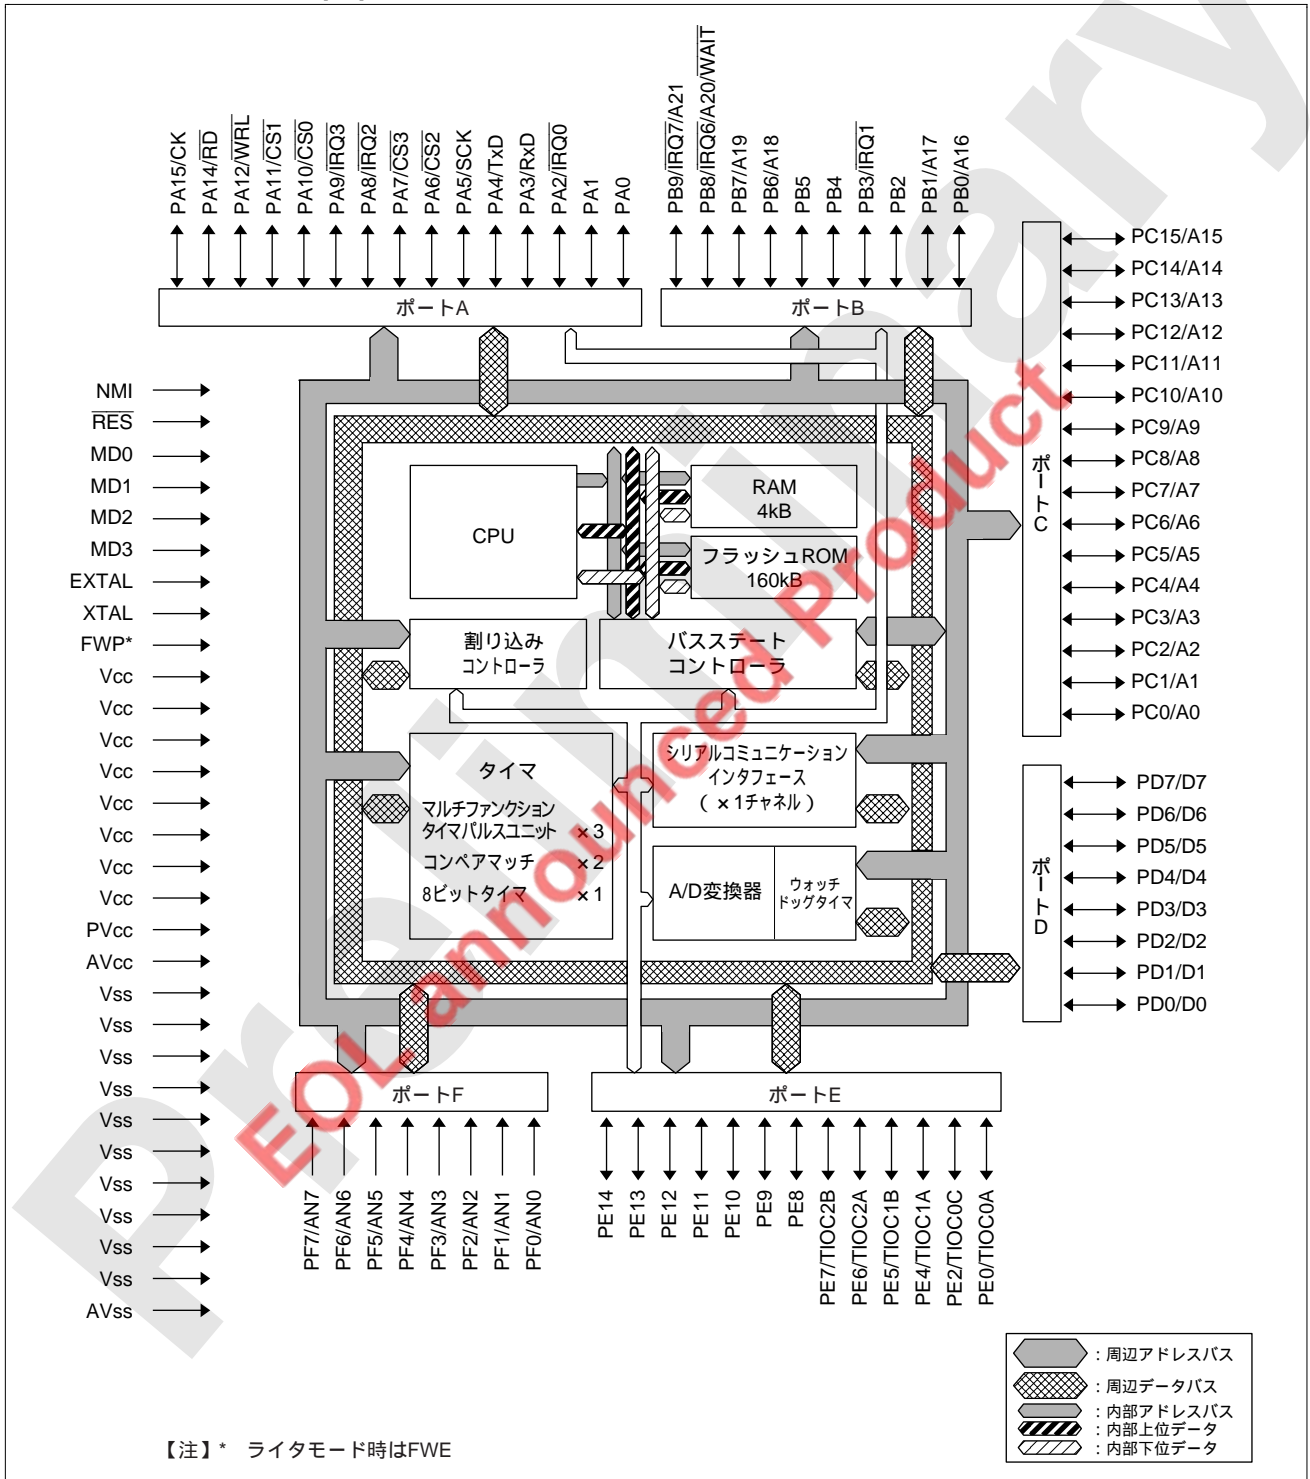 PA15/CK
PA14/RD
PA12/WRL
PA11/CS1
PA10/CS0
PA9/IRQ3
PA8/IRQ2
PA7/CS3
PA6/CS2
PA5/SCK
PA4/TxD
PA3/RxD
PA2/IRQ0
PA1
PA0
PB9/IRQ7/A21
PB8/IRQ6/A20/WAIT
PB7/A19
PB6/A18
PB5
PB4
PB3/IRQ1
PB2
PB1/A17
PB0/A16
ポートA
ポートB
NMI
RES
MD0
MD1
MD2
MD3
EXTAL
XTAL
FWP*
Vcc
Vcc
Vcc
Vcc
Vcc
Vcc
Vcc
Vcc
PVcc
AVcc
Vss
Vss
Vss
Vss
Vss
Vss
Vss
Vss
Vss
Vss
AVss
CPU
RAM
4kB
フラッシュROM
160kB
割り込み
コントローラ
バスステート
コントローラ
タイマ
マルチファンクション
タイマパルスユニット ×3
コンペアマッチ ×2
8ビットタイマ ×1
シリアルコミュニケーション
インタフェース
（ ×1チャネル ）
A/D変換器
ウォッチ
ドッグタイマ
ポートC
PC15/A15
PC14/A14
PC13/A13
PC12/A12
PC11/A11
PC10/A10
PC9/A9
PC8/A8
PC7/A7
PC6/A6
PC5/A5
PC4/A4
PC3/A3
PC2/A2
PC1/A1
PC0/A0
ポートD
PD7/D7
PD6/D6
PD5/D5
PD4/D4
PD3/D3
PD2/D2
PD1/D1
PD0/D0
ポートF
ポートE
PF7/AN7
PF6/AN6
PF5/AN5
PF4/AN4
PF3/AN3
PF2/AN2
PF1/AN1
PF0/AN0
PE14
PE13
PE12
PE11
PE10
PE9
PE8
PE7/TIOC2B
PE6/TIOC2A
PE5/TIOC1B
PE4/TIOC1A
PE2/TIOC0C
PE0/TIOC0A
：周辺アドレスバス
：周辺データバス
：内部アドレスバス
：内部上位データ
：内部下位データ
【注】* ライタモード時はFWE
Preliminary
EOL announced Product